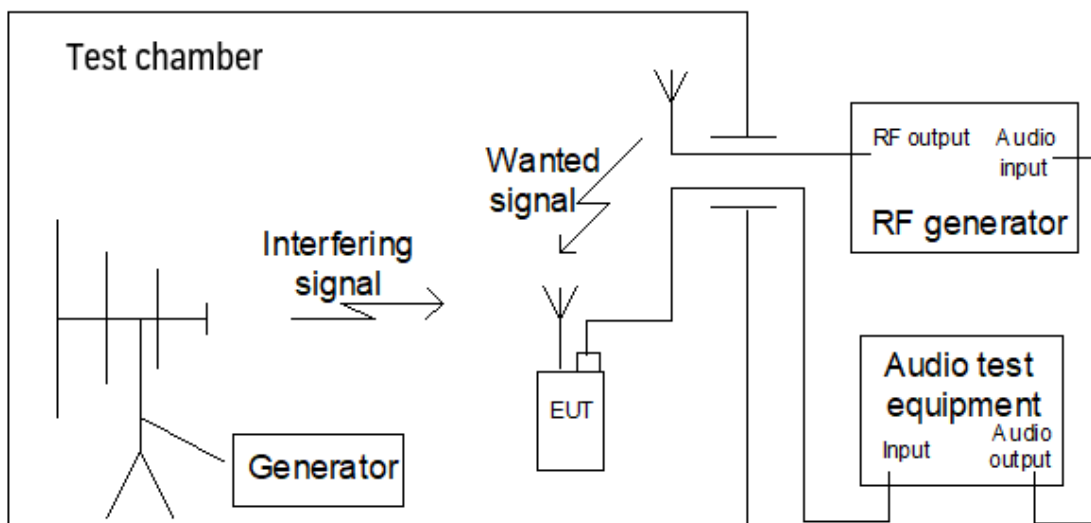 Test chamber
Wanted
signal
Interfering
signal
EUT
Generator
RF output
Audio
input
RF generator
Audio test
equipment
Input
Audio
output